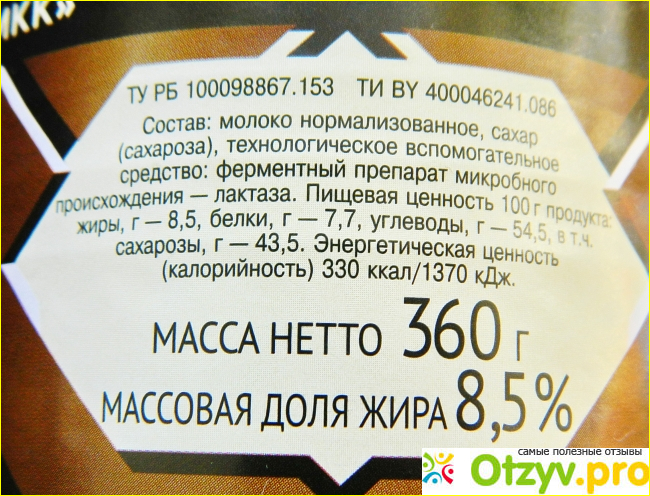 ИКК»
ТУ РБ 100098867.153 ТИ BY 400046241.086
Состав: молоко нормализованное, сахар
(сахароза), технологическое вспомогательное
средство: ферментный препарат микробного
происхождения — лактаза. Пищевая ценность 100 г продукта:
жиры, г — 8,5, белки, г — 7,7, углеводы, г — 54,5, в т.ч.
сахарозы, г — 43,5. Энергетическая ценность
(калорийность) 330 ккал/1370 кДж.
МАССА НЕТТО 360 г
МАССОВАЯ ДОЛЯ ЖИРА 8,5%
самые полезные отзывы
Otzyv.pro